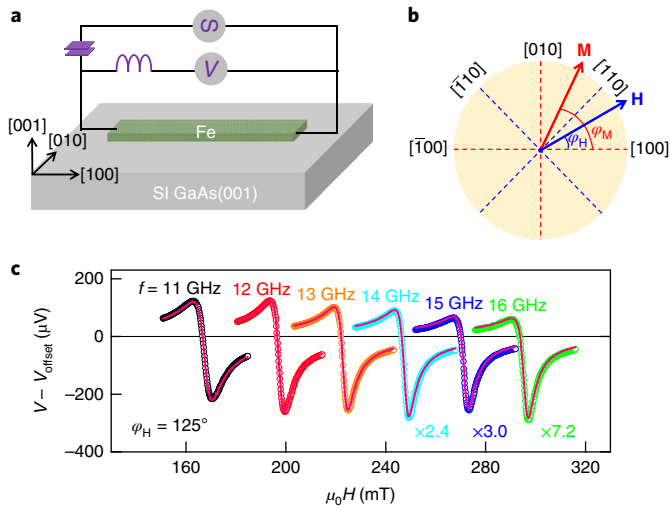 a
S
V
Fe
[001]
[010]
[100]
SI GaAs(001)
b
[010]
M
[110]
H
[1̄10]
φM
φH
[1̄00]
[100]
c
200
0
−200
−400
V − Voffset (μV)
f = 11 GHz
12 GHz
13 GHz
14 GHz
15 GHz
16 GHz
φH = 125°
×2.4
×3.0
×7.2
160
200
240
280
320
μ0H (mT)